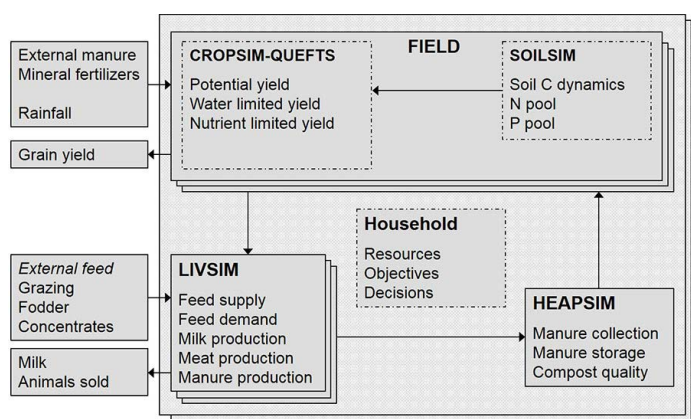 External manure
Mineral fertilizers
Rainfall
Grain yield
External feed
Grazing
Fodder
Concentrates
Milk
Animals sold
FIELD
CROPSIM-QUEFTS
Potential yield
Water limited yield
Nutrient limited yield
SOILSIM
Soil C dynamics
N pool
P pool
Household
Resources
Objectives
Decisions
LIVSIM
Feed supply
Feed demand
Milk production
Meat production
Manure production
HEAPSIM
Manure collection
Manure storage
Compost quality